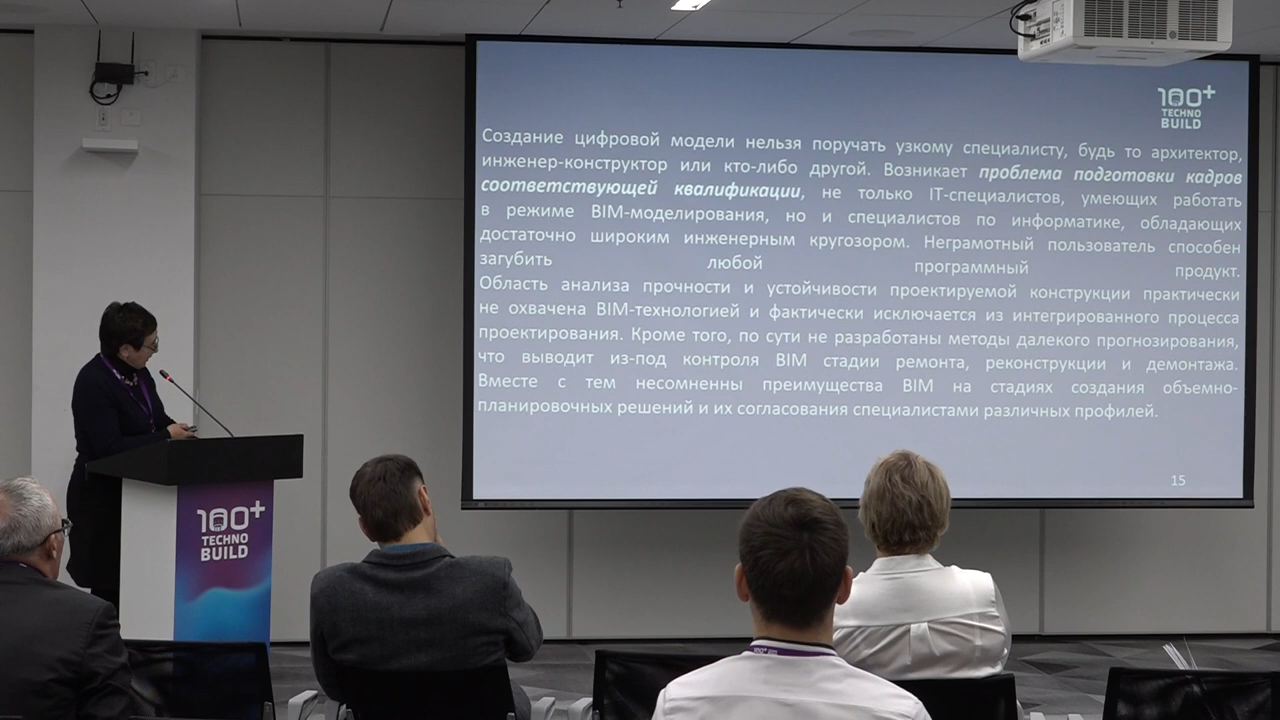 100+
TECHNO
BUILD
Создание цифровой модели нельзя поручать узкому специалисту, будь то архитектор,
инженер-конструктор или кто-либо другой. Возникает проблема подготовки кадров
соответствующей квалификации, не только IT-специалистов, умеющих работать
в режиме BIM-моделирования, но и специалистов по информатике, обладающих
достаточно широким инженерным кругозором. Неграмотный пользователь способен
загубить любой программный продукт.
Область анализа прочности и устойчивости проектируемой конструкции практически
не охвачена BIM-технологией и фактически исключается из интегрированного процесса
проектирования. Кроме того, по сути не разработаны методы далекого прогнозирования,
что выводит из-под контроля BIM стадии ремонта, реконструкции и демонтажа.
Вместе с тем несомненны преимущества BIM на стадиях создания объемно-
планировочных решений и их согласования специалистами различных профилей.
15
100+
TECHNO
BUILD